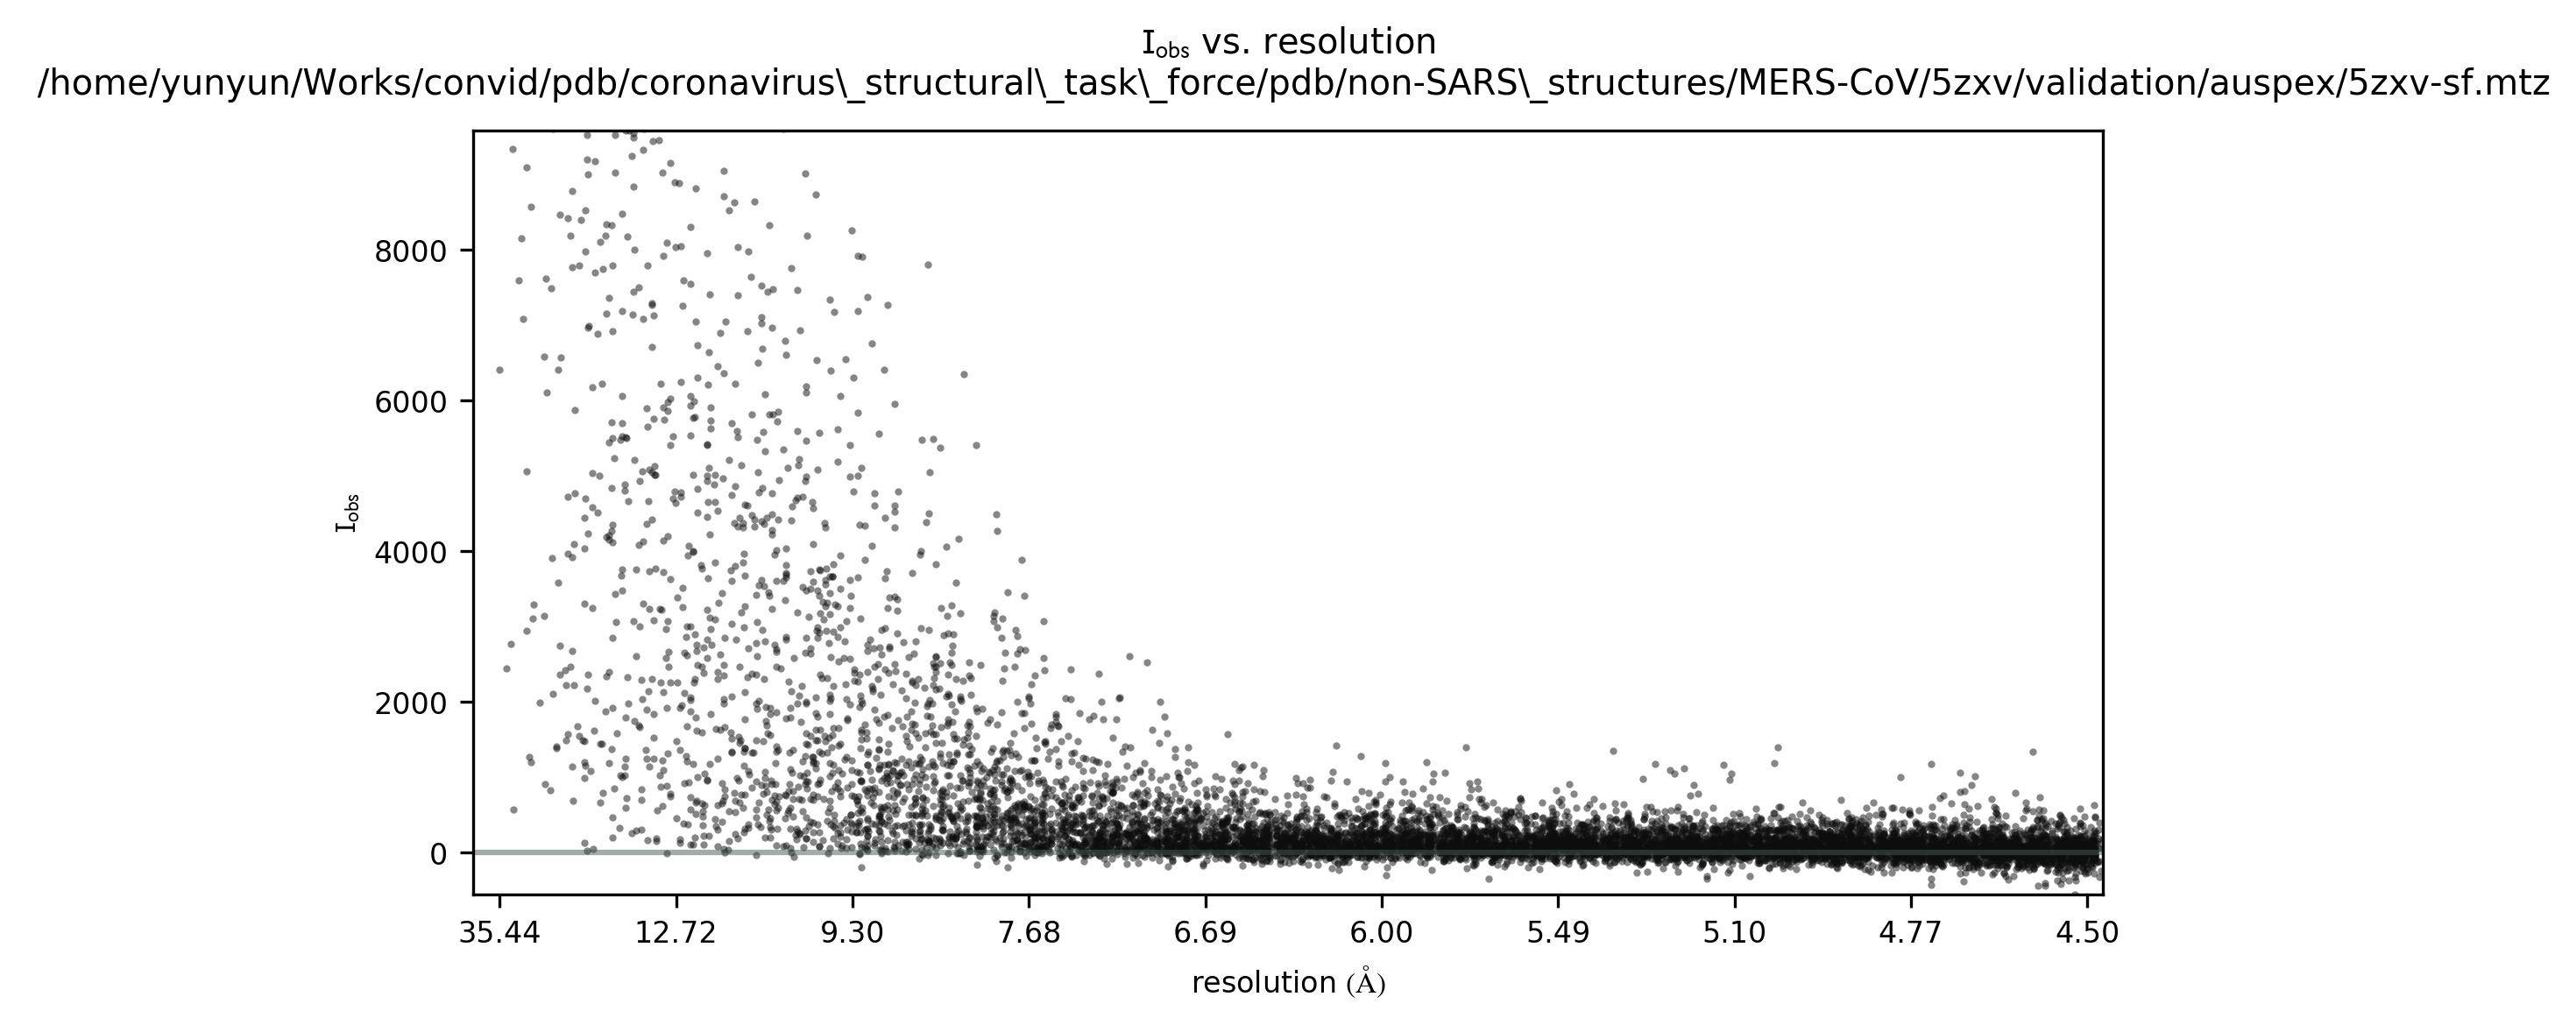 I_obs vs. resolution
/home/yunyun/Works/convid/pdb/coronavirus\_structural\_task\_force/pdb/non-SARS\_structures/MERS-CoV/5zxv/validation/auspex/5zxv-sf.mtz
8000
6000
4000
2000
0
I_obs
35.44 12.72 9.30 7.68 6.69 6.00 5.49 5.10 4.77 4.50
resolution (Å)